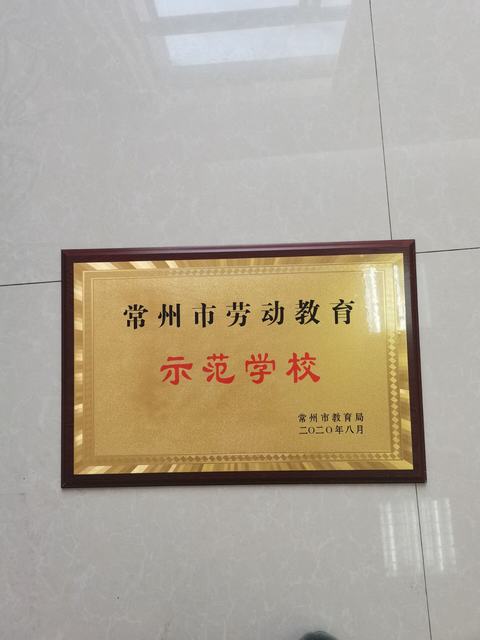 常州市劳动教育
示范学校
常州市教育局
二〇二〇年八月